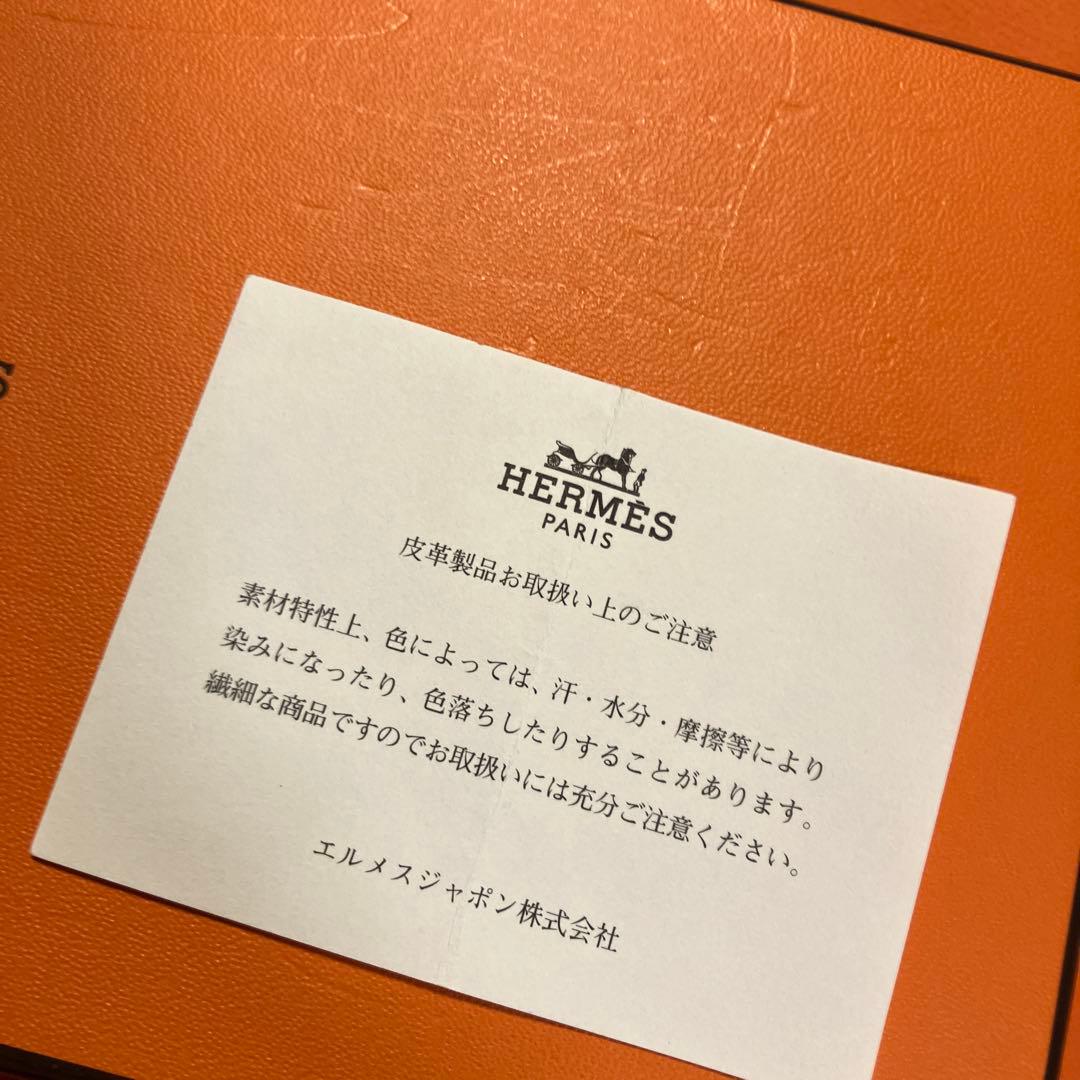 HERMÈS
PARIS
皮革製品お取扱い上のご注意
素材特性上、色によっては、汗・水分・摩擦等により
染みになったり、色落ちしたりすることがあります。
繊細な商品ですのでお取扱いには充分ご注意ください。
エルメスジャポン株式会社
S